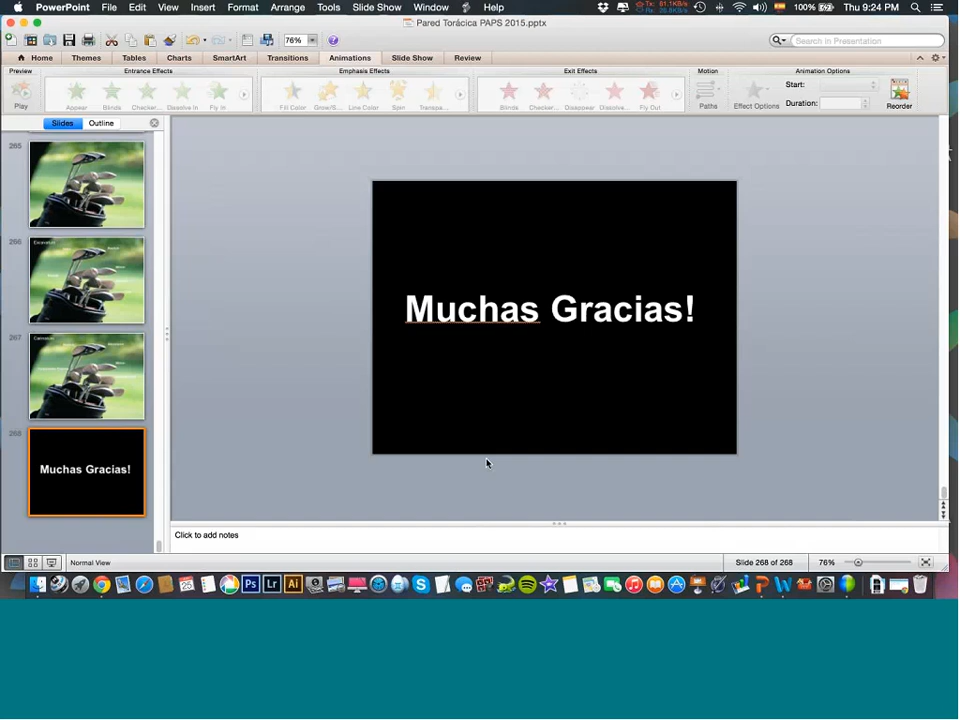 PowerPoint File Edit View Insert Format Arrange Tools Slide Show Window Help 100% Thu 9:24 PM
Pared Torácica PAPS 2015.pptx
76% Search in Presentation
Home Themes Tables Charts SmartArt Transitions Animations Slide Show Review
Preview Entrance Effects Emphasis Effects Exit Effects Motion Animation Options
Start:
Duration:
Play Appear Blinds Checker... Dissolve In Fly In Fill Color Grow/S... Line Color Spin Transpa... Blinds Checker... Disappear Dissolve... Fly Out Paths Effect Options Reorder
Slides Outline
265
266
267
268
Muchas Gracias!
Muchas Gracias!
Click to add notes
Normal View Slide 268 of 268 76%
25 Ps Lr Ai